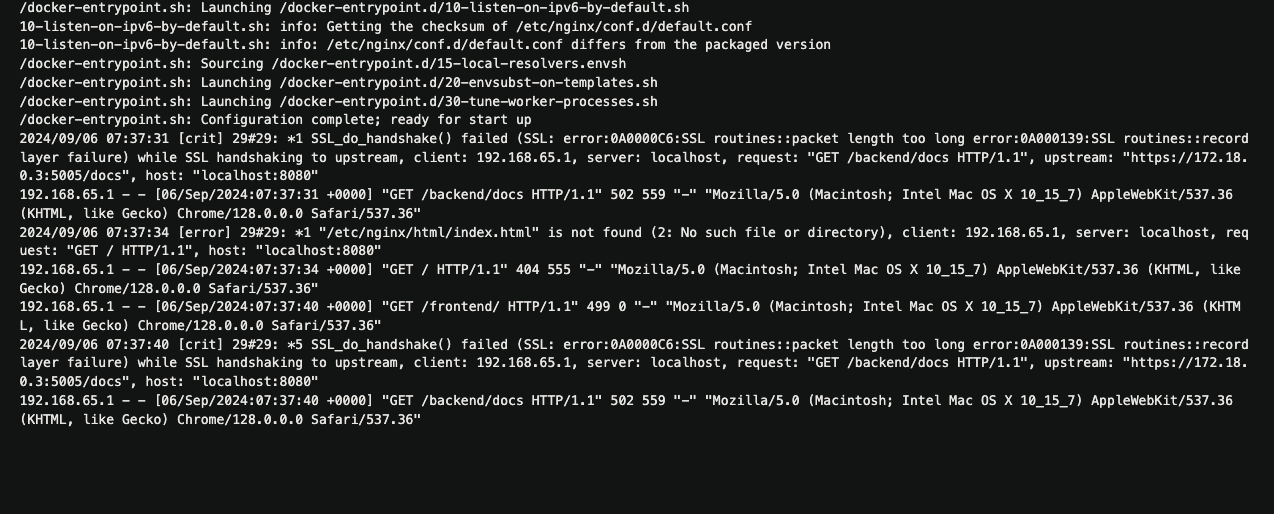 /docker-entrypoint.sh: Launching /docker-entrypoint.d/10-listen-on-ipv6-by-default.sh
10-listen-on-ipv6-by-default.sh: info: Getting the checksum of /etc/nginx/conf.d/default.conf
10-listen-on-ipv6-by-default.sh: info: /etc/nginx/conf.d/default.conf differs from the packaged version
/docker-entrypoint.sh: Sourcing /docker-entrypoint.d/15-local-resolvers.envsh
/docker-entrypoint.sh: Launching /docker-entrypoint.d/20-envsubst-on-templates.sh
/docker-entrypoint.sh: Launching /docker-entrypoint.d/30-tune-worker-processes.sh
/docker-entrypoint.sh: Configuration complete; ready for start up
2024/09/06 07:37:31 [crit] 29#29: *1 SSL_do_handshake() failed (SSL: error:0A0000C6:SSL routines::packet length too long error:0A000139:SSL routines::record
layer failure) while SSL handshaking to upstream, client: 192.168.65.1, server: localhost, request: "GET /backend/docs HTTP/1.1", upstream: "https://172.18.
0.3:5005/docs", host: "localhost:8080"
192.168.65.1 - - [06/Sep/2024:07:37:31 +0000] "GET /backend/docs HTTP/1.1" 502 559 "-" "Mozilla/5.0 (Macintosh; Intel Mac OS X 10_15_7) AppleWebKit/537.36
(KHTML, like Gecko) Chrome/128.0.0.0 Safari/537.36"
2024/09/06 07:37:34 [error] 29#29: *1 "/etc/nginx/html/index.html" is not found (2: No such file or directory), client: 192.168.65.1, server: localhost, req
uest: "GET / HTTP/1.1", host: "localhost:8080"
192.168.65.1 - - [06/Sep/2024:07:37:34 +0000] "GET / HTTP/1.1" 404 555 "-" "Mozilla/5.0 (Macintosh; Intel Mac OS X 10_15_7) AppleWebKit/537.36 (KHTML, like
Gecko) Chrome/128.0.0.0 Safari/537.36"
192.168.65.1 - - [06/Sep/2024:07:37:40 +0000] "GET /frontend/ HTTP/1.1" 499 0 "-" "Mozilla/5.0 (Macintosh; Intel Mac OS X 10_15_7) AppleWebKit/537.36 (KHTM
L, like Gecko) Chrome/128.0.0.0 Safari/537.36"
2024/09/06 07:37:40 [crit] 29#29: *5 SSL_do_handshake() failed (SSL: error:0A0000C6:SSL routines::packet length too long error:0A000139:SSL routines::record
layer failure) while SSL handshaking to upstream, client: 192.168.65.1, server: localhost, request: "GET /backend/docs HTTP/1.1", upstream: "https://172.18.
0.3:5005/docs", host: "localhost:8080"
192.168.65.1 - - [06/Sep/2024:07:37:40 +0000] "GET /backend/docs HTTP/1.1" 502 559 "-" "Mozilla/5.0 (Macintosh; Intel Mac OS X 10_15_7) AppleWebKit/537.36
(KHTML, like Gecko) Chrome/128.0.0.0 Safari/537.36"